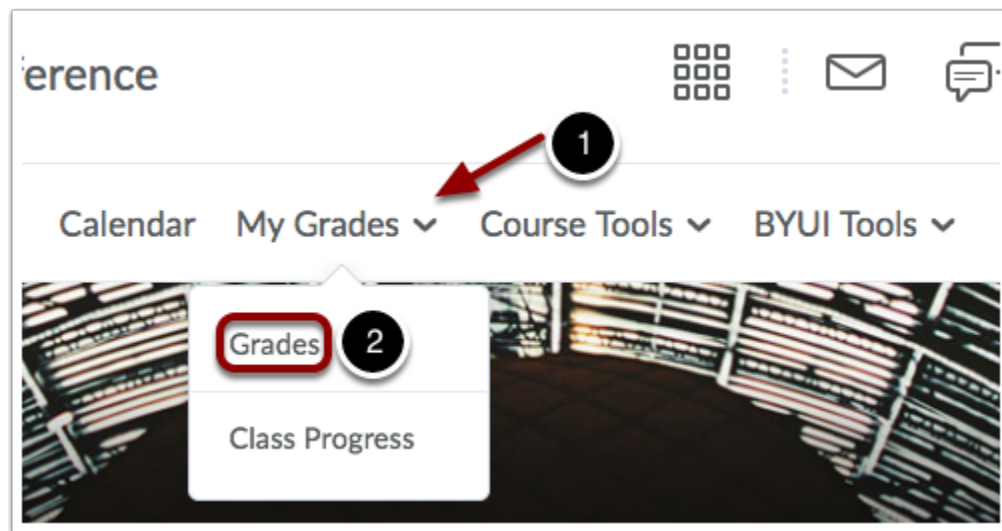 erence
1
Calendar My Grades Course Tools BYUI Tools
Grades 2
Class Progress